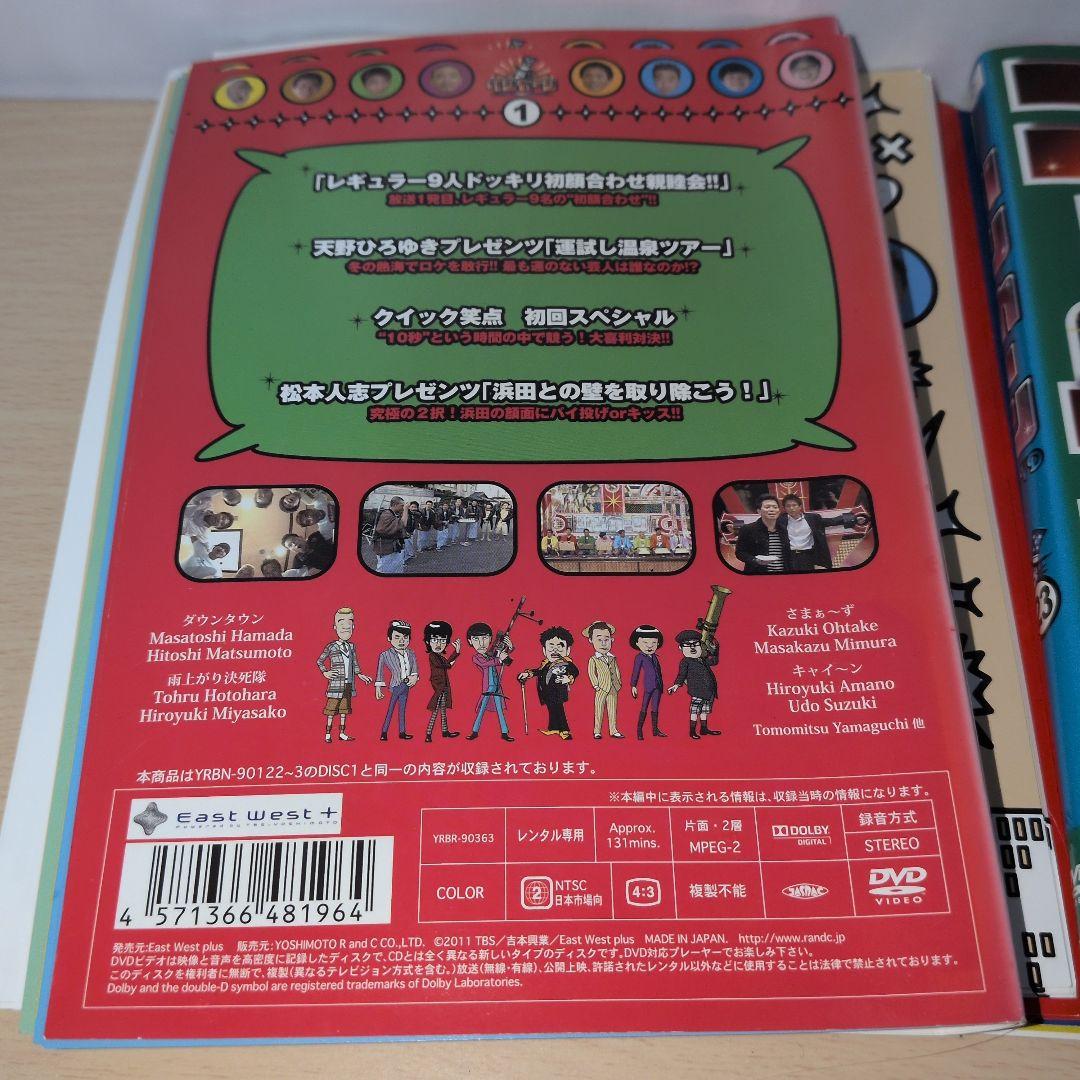 1
「レギュラー9人ドッキリ初顔合わせ親睦会!!」
放送1発目、レギュラー9名の"初顔合わせ"!!
天野ひろゆきプレゼンツ「運試し温泉ツアー」
冬の熱海でロケを敢行!! 最も運のない芸人は誰なのか!?
クイック笑点 初回スペシャル
"10秒"という時間の中で競う！大喜利対決!!
松本人志プレゼンツ「浜田との壁を取り除こう！」
究極の2択！浜田の顔面にパイ投げorキッス!!
ダウンタウン
Masatoshi Hamada
Hitoshi Matsumoto
雨上がり決死隊
Tohru Hotohara
Hiroyuki Miyasako
さまぁ～ず
Kazuki Ohtake
Masakazu Mimura
キャイ～ン
Hiroyuki Amano
Udo Suzuki
Tomomitsu Yamaguchi 他
本商品はYRBN-90122~3のDISC1と同一の内容が収録されております。
※本編中に表示される情報は、収録当時の情報になります。
East West +
POWERED BY TBS+YOSHIMOTO
YRBR-90363
レンタル専用
Approx. 131mins.
片面・2層 MPEG-2
DOLBY DIGITAL
録音方式
STEREO
COLOR
2 NTSC 日本市場向
4:3
複製不能
JASRAC
DVD VIDEO
4 571366 481964
発売元:East West plus 販売元:YOSHIMOTO R and C CO.,LTD. ©2011 TBS／吉本興業／East West plus MADE IN JAPAN. http://www.randc.jp
DVDビデオは映像と音声を高密度に記録したディスクで、CDとは全く異なる新しいタイプのディスクです。DVD対応プレーヤーでお楽しみ下さい。
このディスクを権利者に無断で、複製(異なるテレビジョン方式を含む。)放送(無線・有線)、公開上映、許諾されたレンタル以外などに使用することは法律で禁止されております。
Dolby and the double-D symbol are registered trademarks of Dolby Laboratories.
3